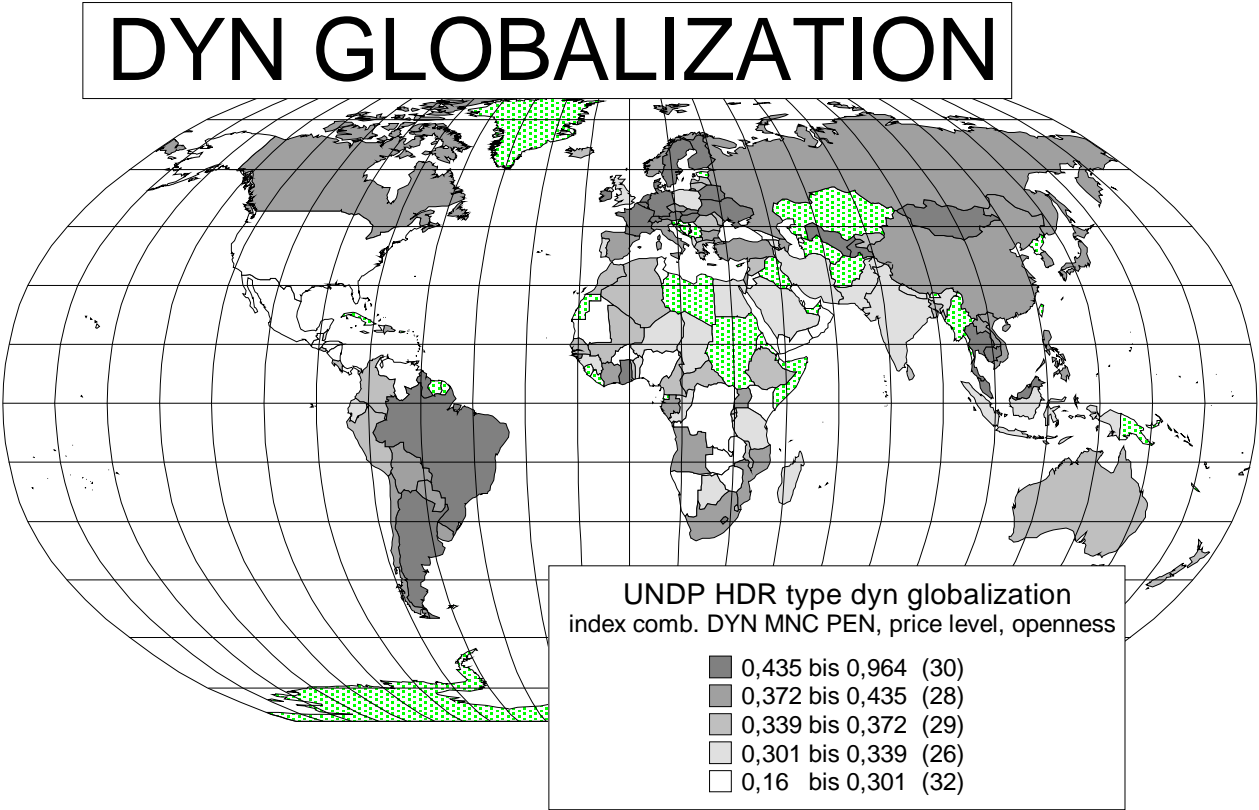 DYN GLOBALIZATION
UNDP HDR type dyn globalization
index comb. DYN MNC PEN, price level, openness
0,435 bis 0,964 (30)
0,372 bis 0,435 (28)
0,339 bis 0,372 (29)
0,301 bis 0,339 (26)
0,16 bis 0,301 (32)